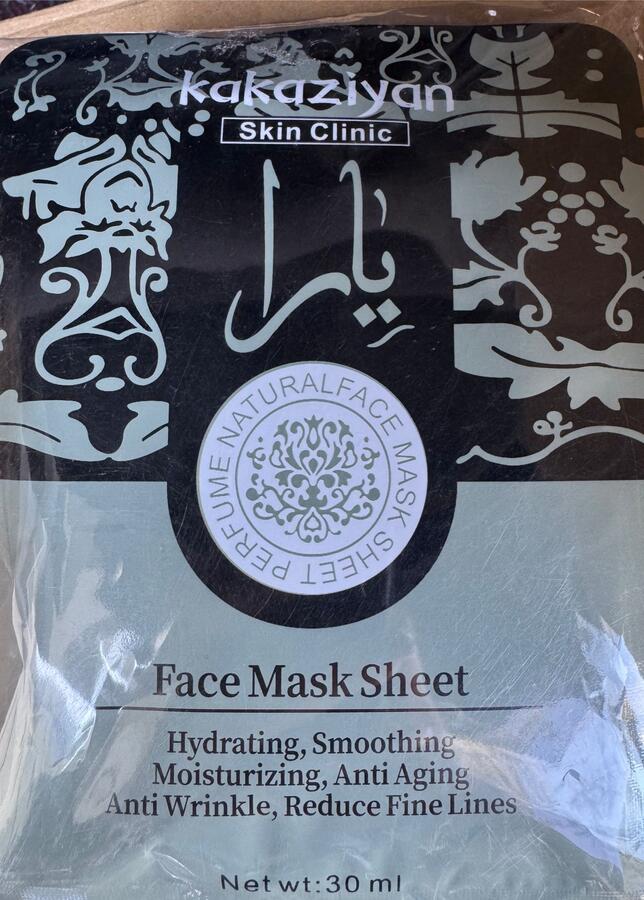 kakaziyan
Skin Clinic
يارا
PERFUME NATURALFACE MASK SHEET
Face Mask Sheet
Hydrating, Smoothing
Moisturizing, Anti Aging
Anti Wrinkle, Reduce Fine Lines
Net wt:30 ml